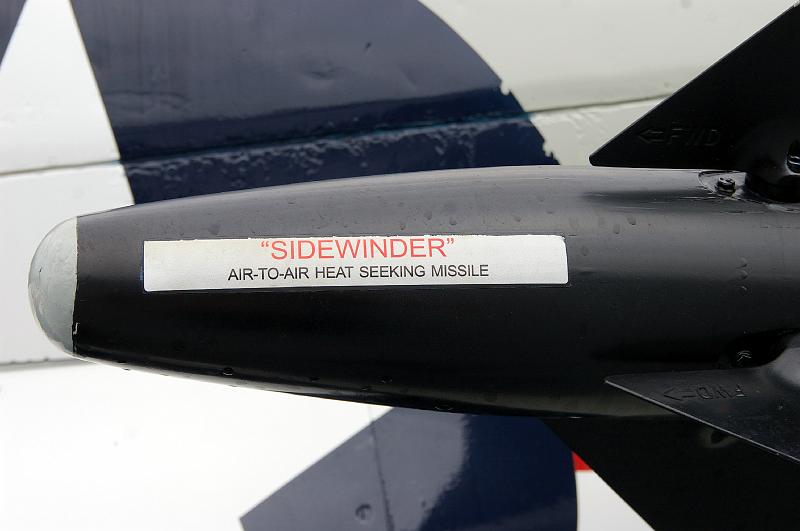 FWD
“SIDEWINDER”
AIR-TO-AIR HEAT SEEKING MISSILE
FWD